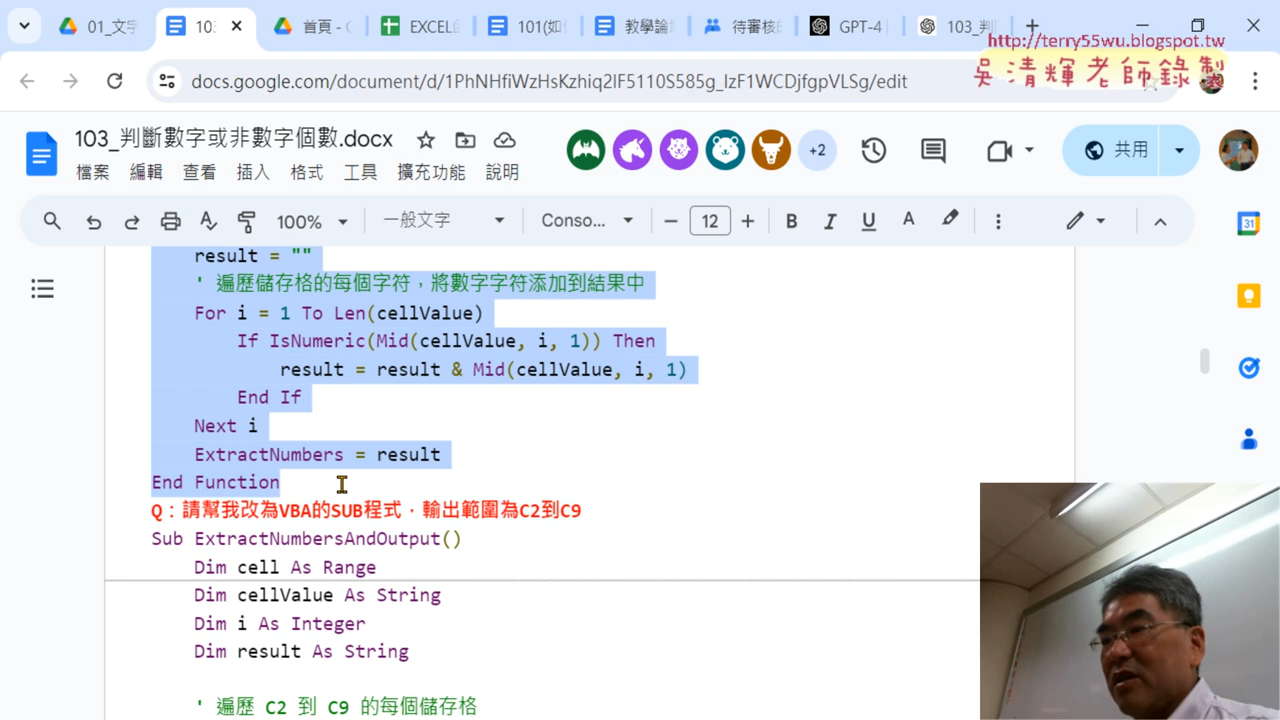 01_文字
103
首頁 - G
EXCEL的
101(如
教學論
待審核的
GPT-4
103_判
http://terry55wu.blogspot.tw
吳清輝老師錄製
docs.google.com/document/d/1PhNHfiWzHsKzhiq2lF5110S585g_IzF1WCDjfgpVLSg/edit
103_判斷數字或非數字個數.docx
+2
共用
檔案 編輯 查看 插入 格式 工具 擴充功能 說明
100% 一般文字 Conso... 12 B I U A
31
result = ""
' 遍歷儲存格的每個字符，將數字字符添加到結果中
For i = 1 To Len(cellValue)
If IsNumeric(Mid(cellValue, i, 1)) Then
result = result & Mid(cellValue, i, 1)
End If
Next i
ExtractNumbers = result
End Function
Q：請幫我改為VBA的SUB程式，輸出範圍為C2到C9
Sub ExtractNumbersAndOutput()
Dim cell As Range
Dim cellValue As String
Dim i As Integer
Dim result As String
' 遍歷 C2 到 C9 的每個儲存格